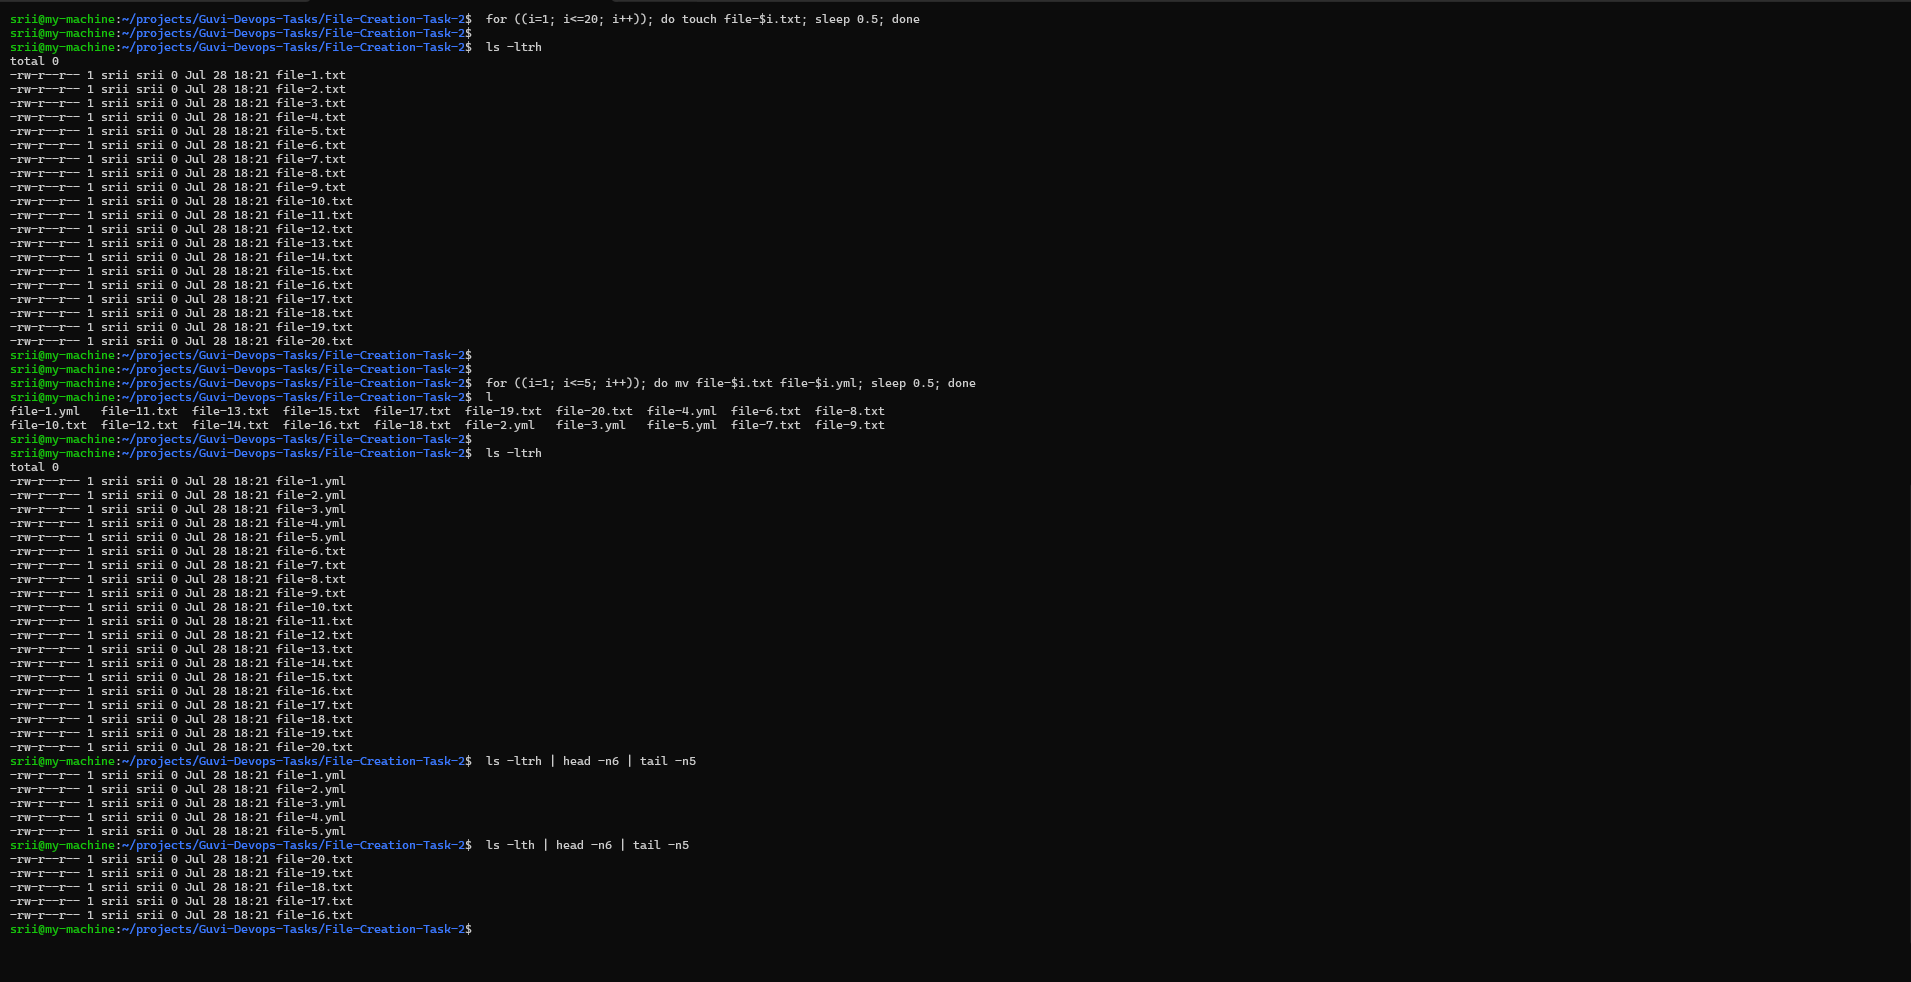 srii@my-machine:~/projects/Guvi-Devops-Tasks/File-Creation-Task-2$  for ((i=1; i<=20; i++)); do touch file-$i.txt; sleep 0.5; done
srii@my-machine:~/projects/Guvi-Devops-Tasks/File-Creation-Task-2$
srii@my-machine:~/projects/Guvi-Devops-Tasks/File-Creation-Task-2$  ls -ltrh
total 0
-rw-r--r-- 1 srii srii 0 Jul 28 18:21 file-1.txt
-rw-r--r-- 1 srii srii 0 Jul 28 18:21 file-2.txt
-rw-r--r-- 1 srii srii 0 Jul 28 18:21 file-3.txt
-rw-r--r-- 1 srii srii 0 Jul 28 18:21 file-4.txt
-rw-r--r-- 1 srii srii 0 Jul 28 18:21 file-5.txt
-rw-r--r-- 1 srii srii 0 Jul 28 18:21 file-6.txt
-rw-r--r-- 1 srii srii 0 Jul 28 18:21 file-7.txt
-rw-r--r-- 1 srii srii 0 Jul 28 18:21 file-8.txt
-rw-r--r-- 1 srii srii 0 Jul 28 18:21 file-9.txt
-rw-r--r-- 1 srii srii 0 Jul 28 18:21 file-10.txt
-rw-r--r-- 1 srii srii 0 Jul 28 18:21 file-11.txt
-rw-r--r-- 1 srii srii 0 Jul 28 18:21 file-12.txt
-rw-r--r-- 1 srii srii 0 Jul 28 18:21 file-13.txt
-rw-r--r-- 1 srii srii 0 Jul 28 18:21 file-14.txt
-rw-r--r-- 1 srii srii 0 Jul 28 18:21 file-15.txt
-rw-r--r-- 1 srii srii 0 Jul 28 18:21 file-16.txt
-rw-r--r-- 1 srii srii 0 Jul 28 18:21 file-17.txt
-rw-r--r-- 1 srii srii 0 Jul 28 18:21 file-18.txt
-rw-r--r-- 1 srii srii 0 Jul 28 18:21 file-19.txt
-rw-r--r-- 1 srii srii 0 Jul 28 18:21 file-20.txt
srii@my-machine:~/projects/Guvi-Devops-Tasks/File-Creation-Task-2$
srii@my-machine:~/projects/Guvi-Devops-Tasks/File-Creation-Task-2$
srii@my-machine:~/projects/Guvi-Devops-Tasks/File-Creation-Task-2$  for ((i=1; i<=5; i++)); do mv file-$i.txt file-$i.yml; sleep 0.5; done
srii@my-machine:~/projects/Guvi-Devops-Tasks/File-Creation-Task-2$  l
file-1.yml   file-11.txt  file-13.txt  file-15.txt  file-17.txt  file-19.txt  file-20.txt  file-4.yml  file-6.txt  file-8.txt
file-10.txt  file-12.txt  file-14.txt  file-16.txt  file-18.txt  file-2.yml   file-3.yml   file-5.yml  file-7.txt  file-9.txt
srii@my-machine:~/projects/Guvi-Devops-Tasks/File-Creation-Task-2$
srii@my-machine:~/projects/Guvi-Devops-Tasks/File-Creation-Task-2$  ls -ltrh
total 0
-rw-r--r-- 1 srii srii 0 Jul 28 18:21 file-1.yml
-rw-r--r-- 1 srii srii 0 Jul 28 18:21 file-2.yml
-rw-r--r-- 1 srii srii 0 Jul 28 18:21 file-3.yml
-rw-r--r-- 1 srii srii 0 Jul 28 18:21 file-4.yml
-rw-r--r-- 1 srii srii 0 Jul 28 18:21 file-5.yml
-rw-r--r-- 1 srii srii 0 Jul 28 18:21 file-6.txt
-rw-r--r-- 1 srii srii 0 Jul 28 18:21 file-7.txt
-rw-r--r-- 1 srii srii 0 Jul 28 18:21 file-8.txt
-rw-r--r-- 1 srii srii 0 Jul 28 18:21 file-9.txt
-rw-r--r-- 1 srii srii 0 Jul 28 18:21 file-10.txt
-rw-r--r-- 1 srii srii 0 Jul 28 18:21 file-11.txt
-rw-r--r-- 1 srii srii 0 Jul 28 18:21 file-12.txt
-rw-r--r-- 1 srii srii 0 Jul 28 18:21 file-13.txt
-rw-r--r-- 1 srii srii 0 Jul 28 18:21 file-14.txt
-rw-r--r-- 1 srii srii 0 Jul 28 18:21 file-15.txt
-rw-r--r-- 1 srii srii 0 Jul 28 18:21 file-16.txt
-rw-r--r-- 1 srii srii 0 Jul 28 18:21 file-17.txt
-rw-r--r-- 1 srii srii 0 Jul 28 18:21 file-18.txt
-rw-r--r-- 1 srii srii 0 Jul 28 18:21 file-19.txt
-rw-r--r-- 1 srii srii 0 Jul 28 18:21 file-20.txt
srii@my-machine:~/projects/Guvi-Devops-Tasks/File-Creation-Task-2$  ls -ltrh | head -n6 | tail -n5
-rw-r--r-- 1 srii srii 0 Jul 28 18:21 file-1.yml
-rw-r--r-- 1 srii srii 0 Jul 28 18:21 file-2.yml
-rw-r--r-- 1 srii srii 0 Jul 28 18:21 file-3.yml
-rw-r--r-- 1 srii srii 0 Jul 28 18:21 file-4.yml
-rw-r--r-- 1 srii srii 0 Jul 28 18:21 file-5.yml
srii@my-machine:~/projects/Guvi-Devops-Tasks/File-Creation-Task-2$  ls -lth | head -n6 | tail -n5
-rw-r--r-- 1 srii srii 0 Jul 28 18:21 file-20.txt
-rw-r--r-- 1 srii srii 0 Jul 28 18:21 file-19.txt
-rw-r--r-- 1 srii srii 0 Jul 28 18:21 file-18.txt
-rw-r--r-- 1 srii srii 0 Jul 28 18:21 file-17.txt
-rw-r--r-- 1 srii srii 0 Jul 28 18:21 file-16.txt
srii@my-machine:~/projects/Guvi-Devops-Tasks/File-Creation-Task-2$